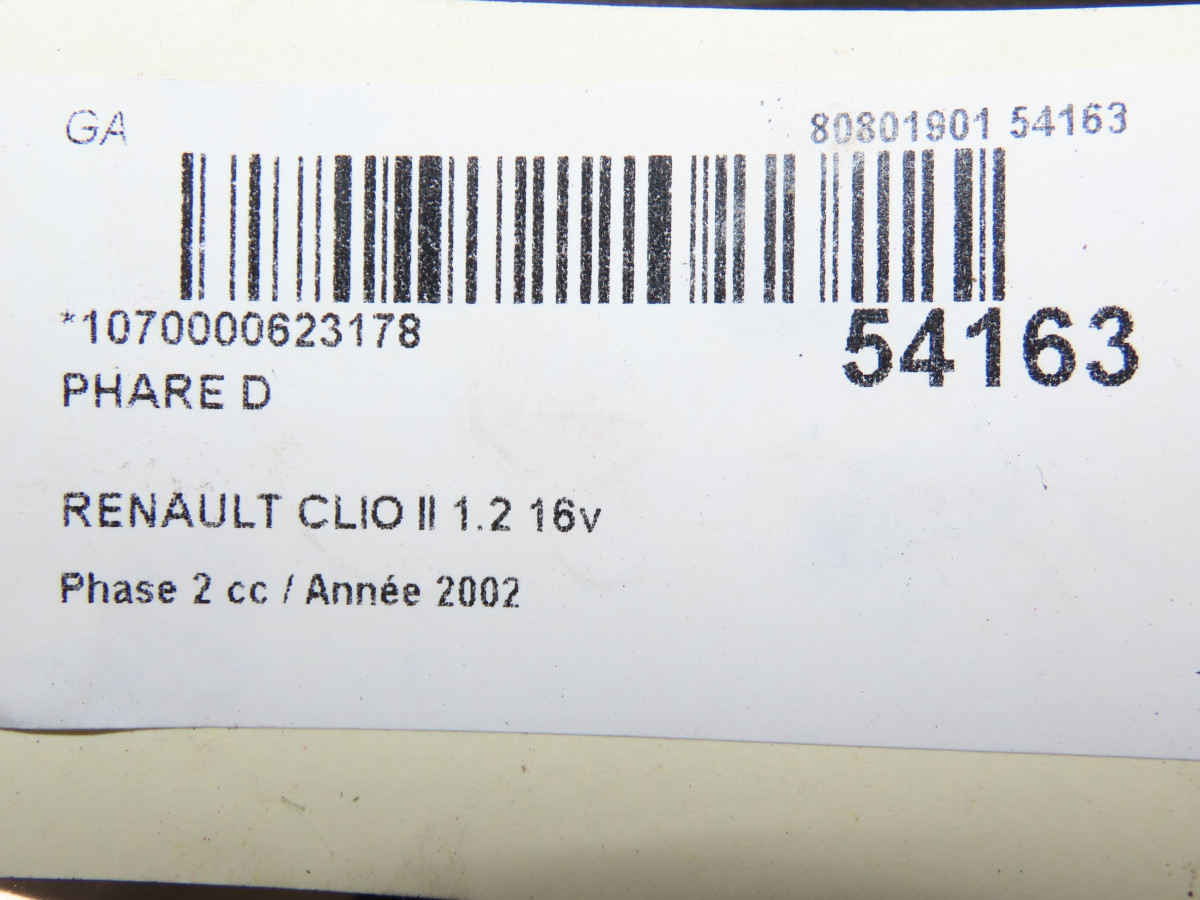 GA
80801901 54163
*1070000623178
54163
PHARE D
RENAULT CLIO II 1.2 16v
Phase 2 cc / Année 2002